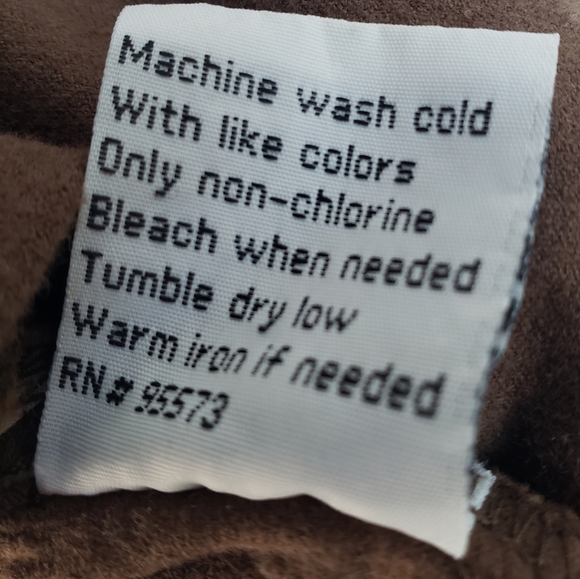 Machine wash cold
With like colors
Only non-chlorine
Bleach when needed
Tumble dry low
Warm iron if needed
RN# 95573